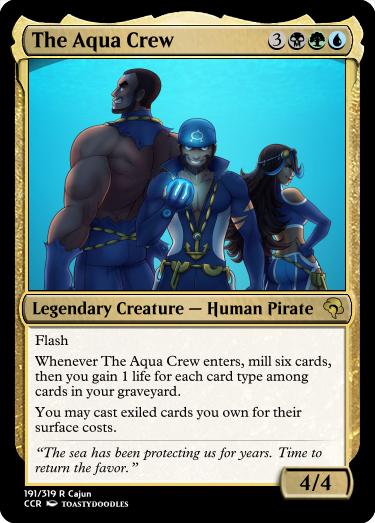 The Aqua Crew 3
Legendary Creature — Human Pirate
Flash
Whenever The Aqua Crew enters, mill six cards,
then you gain 1 life for each card type among
cards in your graveyard.
You may cast exiled cards you own for their
surface costs.
“The sea has been protecting us for years. Time to
return the favor.”
4/4
191/319 R Cajun
CCR TOASTYDOODLES